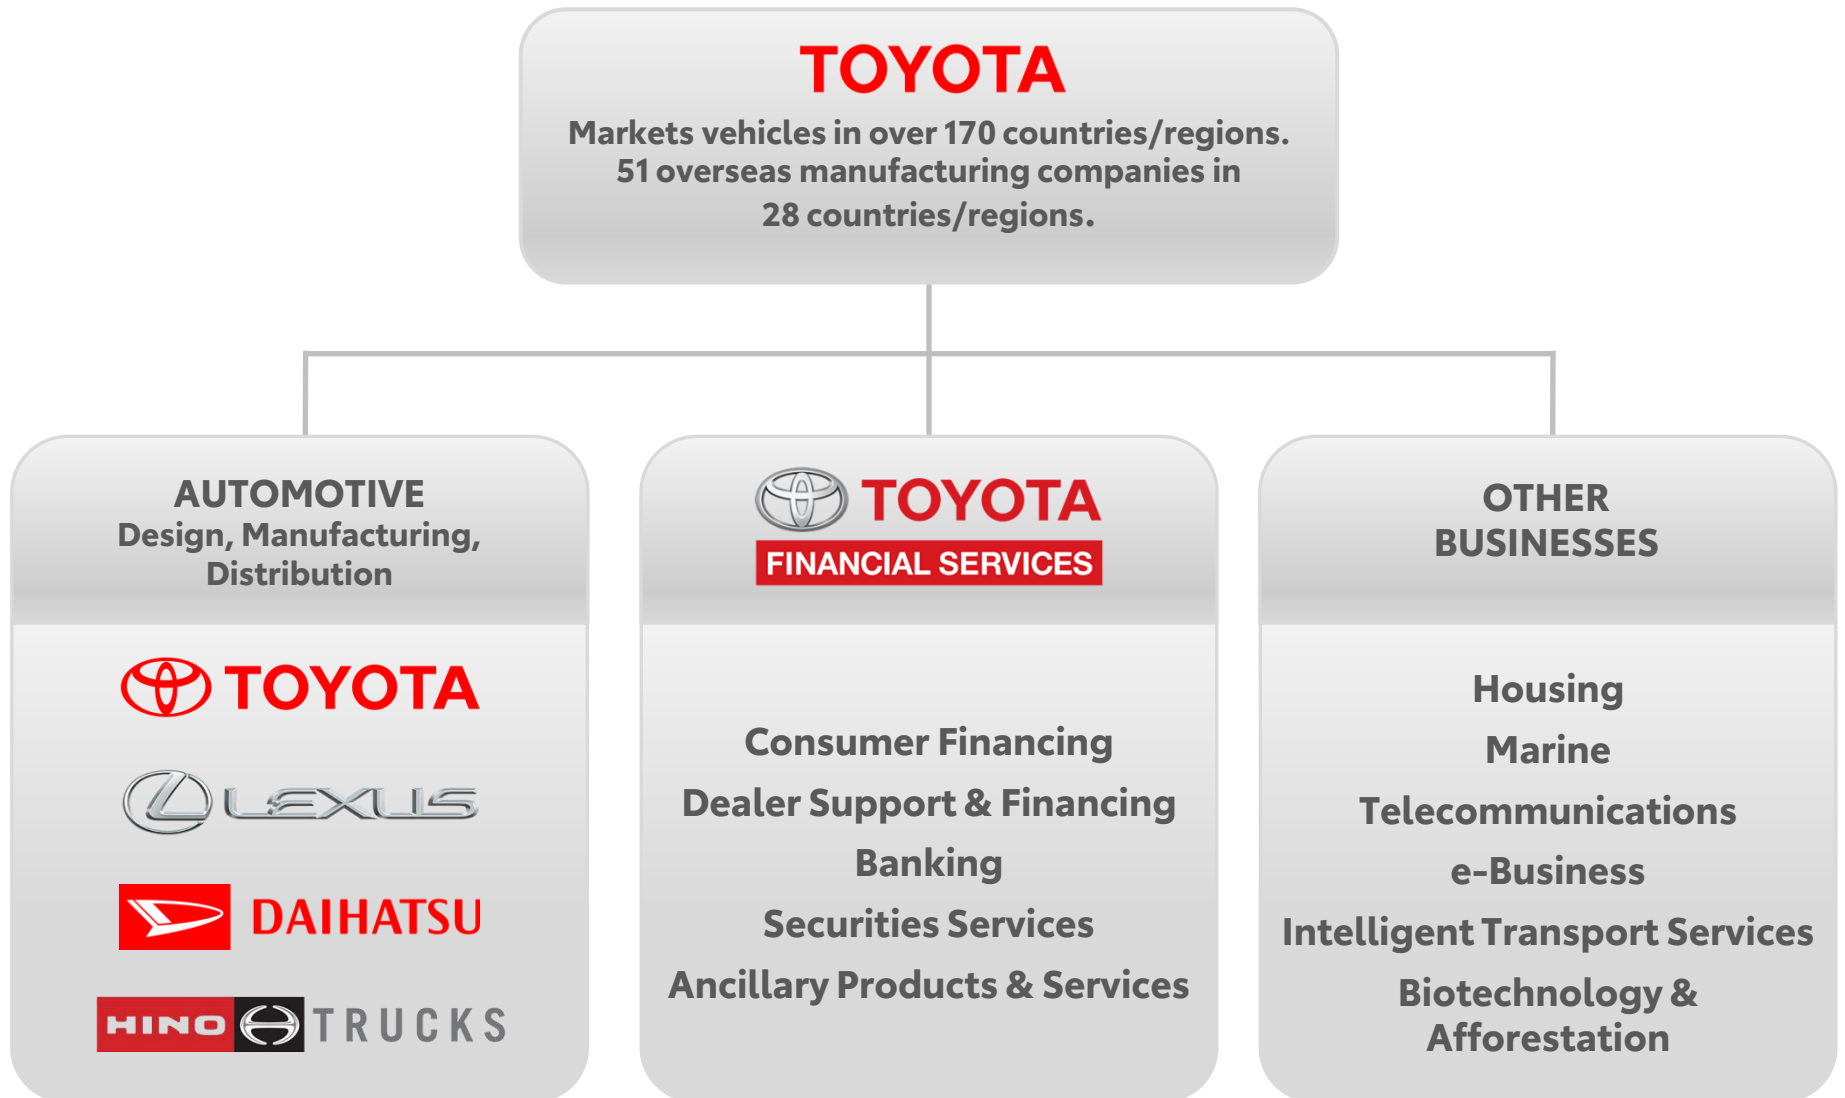 TOYOTA
Markets vehicles in over 170 countries/regions.
51 overseas manufacturing companies in
28 countries/regions.
AUTOMOTIVE
Design, Manufacturing,
Distribution
TOYOTA
LEXUS
DAIHATSU
HINO TRUCKS
TOYOTA
FINANCIAL SERVICES
Consumer Financing
Dealer Support & Financing
Banking
Securities Services
Ancillary Products & Services
OTHER
BUSINESSES
Housing
Marine
Telecommunications
e-Business
Intelligent Transport Services
Biotechnology &
Afforestation